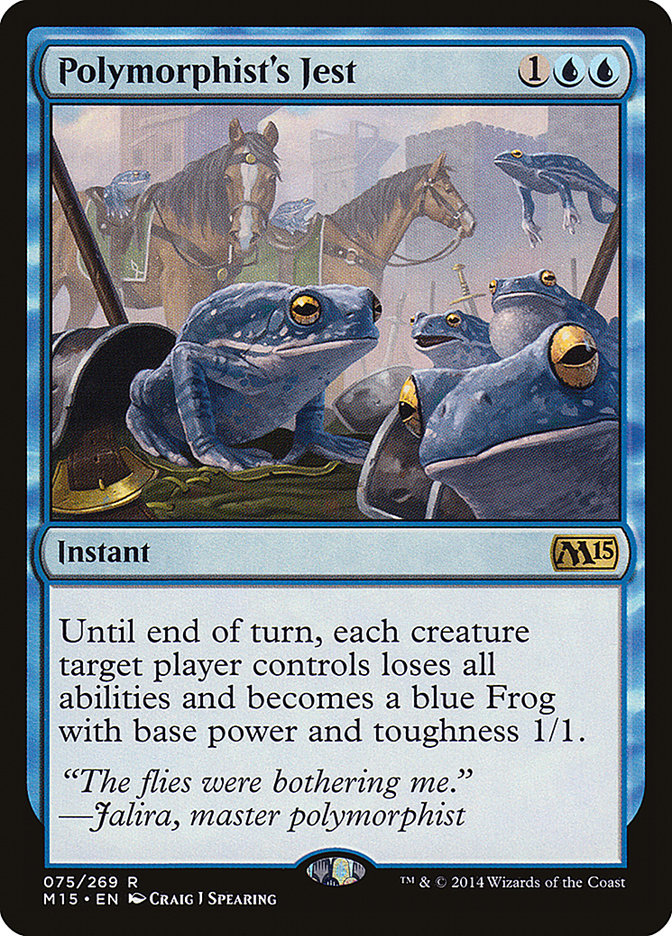 Polymorphist's Jest 1
Instant M15
Until end of turn, each creature
target player controls loses all
abilities and becomes a blue Frog
with base power and toughness 1/1.
“The flies were bothering me.”
—Jalira, master polymorphist
075/269 R
™ & © 2014 Wizards of the Coast
M15 • EN Craig J Spearing